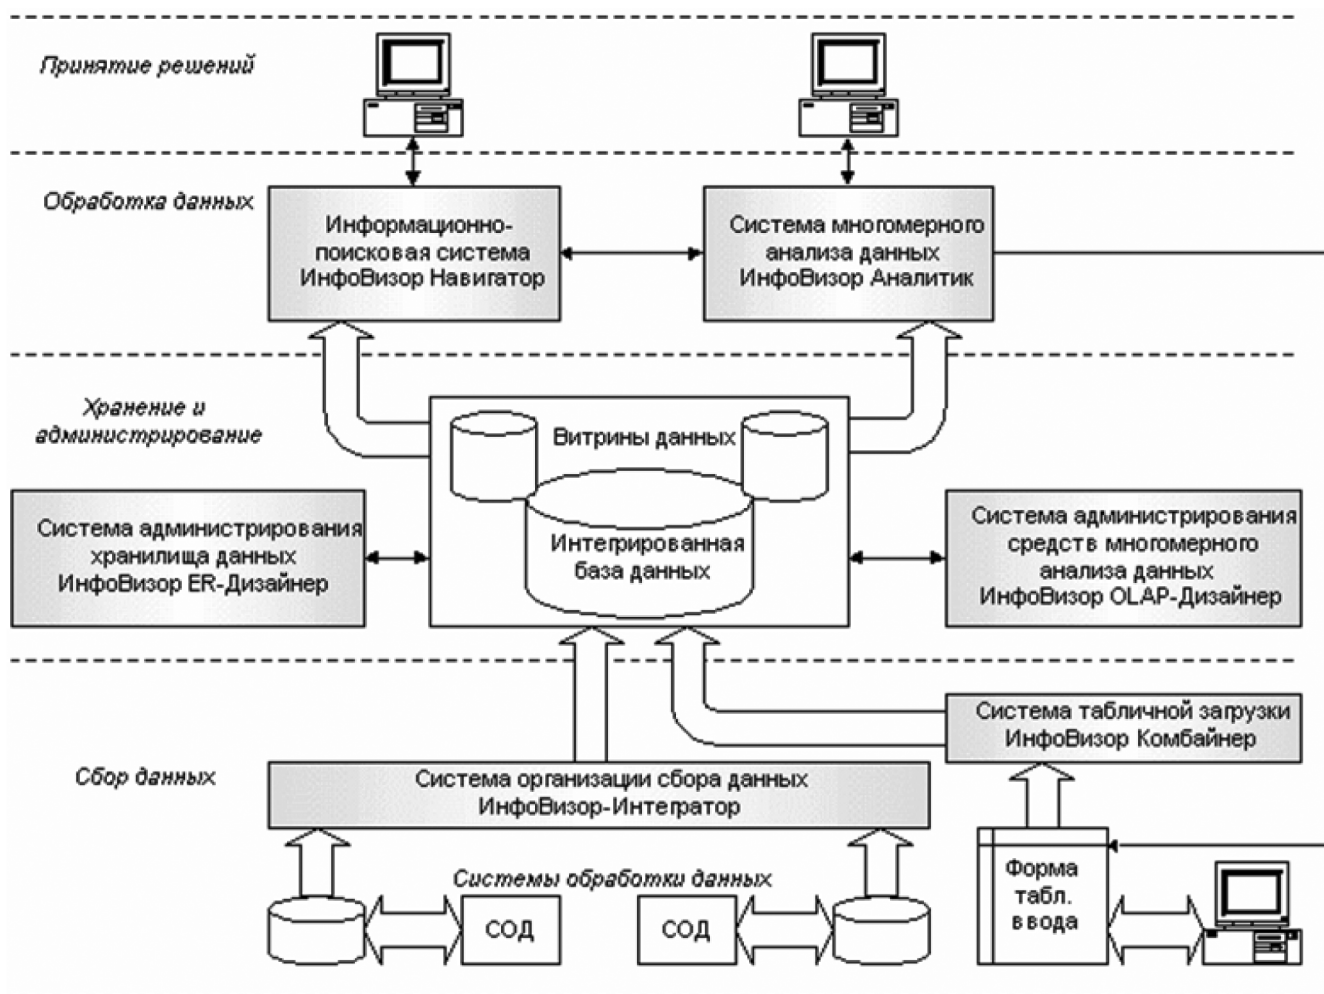 Принятие решений
Обработка данных
Информационно-
поисковая система
ИнфоВизор Навигатор
Система многомерного
анализа данных
ИнфоВизор Аналитик
Хранение и
администрирование
Витрины данных
Интегрированная
база данных
Система администрирования
хранилища данных
ИнфоВизор ER-Дизайнер
Система администрирования
средств многомерного
анализа данных
ИнфоВизор OLAP-Дизайнер
Система табличной загрузки
ИнфоВизор Комбайнер
Сбор данных
Система организации сбора данных
ИнфоВизор-Интегратор
Системы обработки данных
СОД
СОД
Форма
табл.
ввода